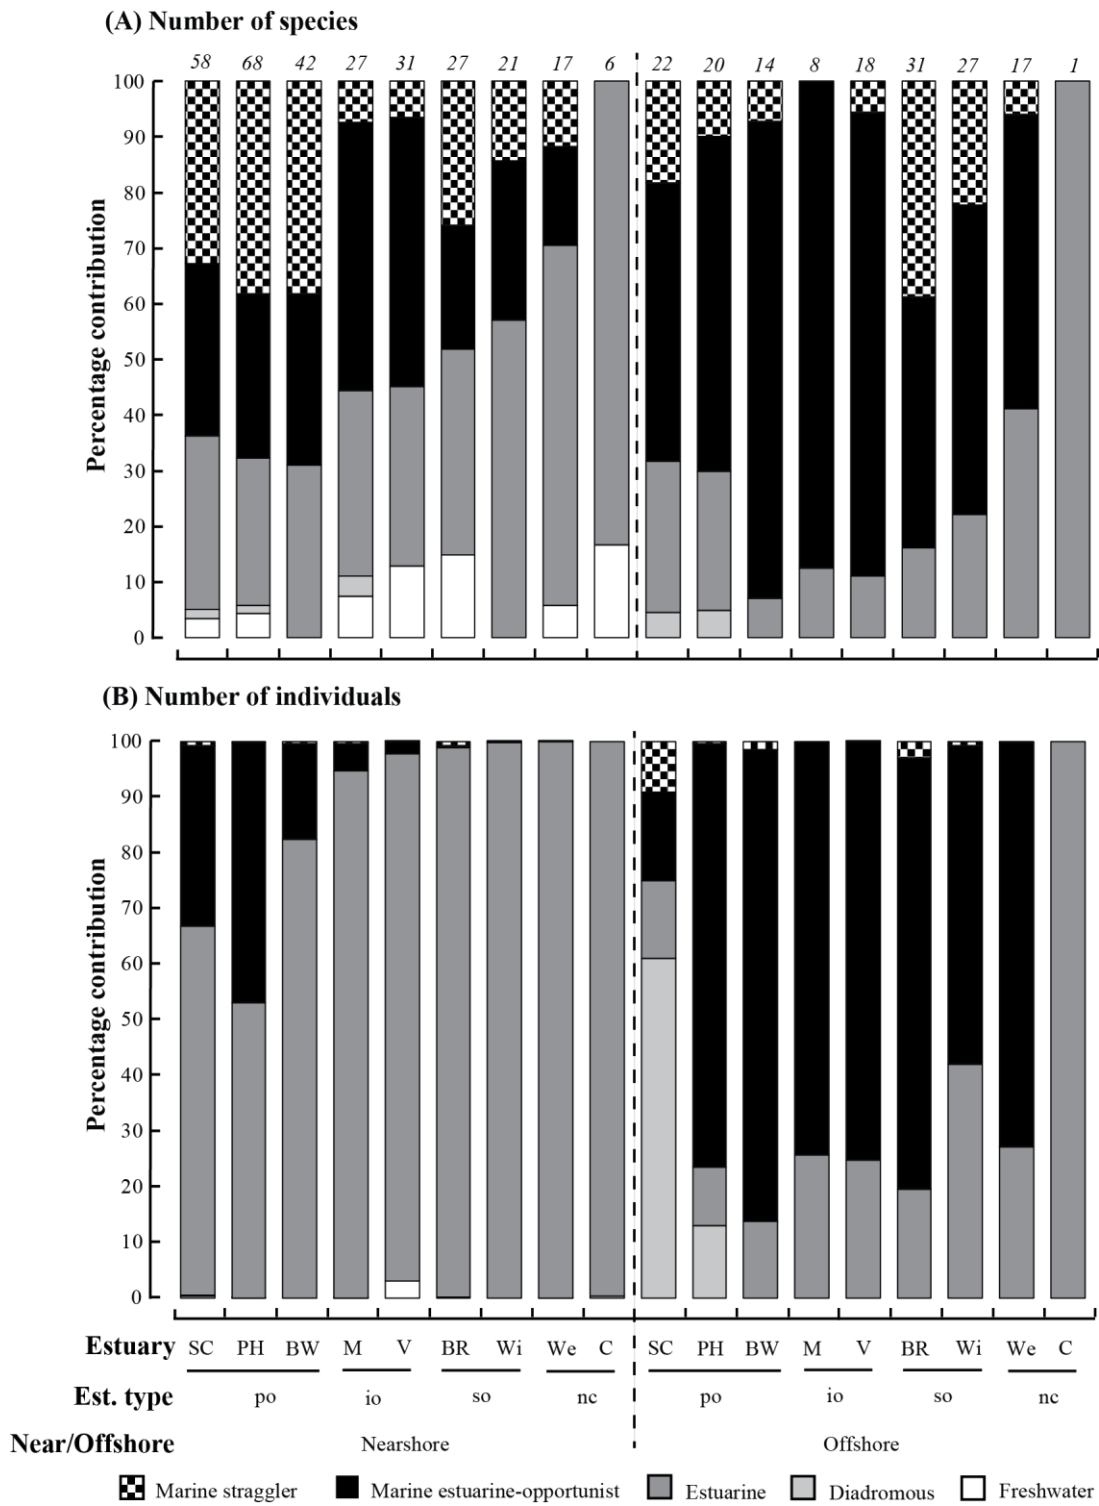 (A) Number of species
58 68 42 27 31 27 21 17 6 22 20 14 8 18 31 27 17 1
100
90
80
70
60
50
40
30
20
10
0
Percentage contribution
(B) Number of individuals
100
90
80
70
60
50
40
30
20
10
0
Percentage contribution
Estuary SC PH BW M V BR Wi We C SC PH BW M V BR Wi We C
Est. type po io so nc po io so nc
Near/Offshore Nearshore Offshore
Marine straggler Marine estuarine-opportunist Estuarine Diadromous Freshwater